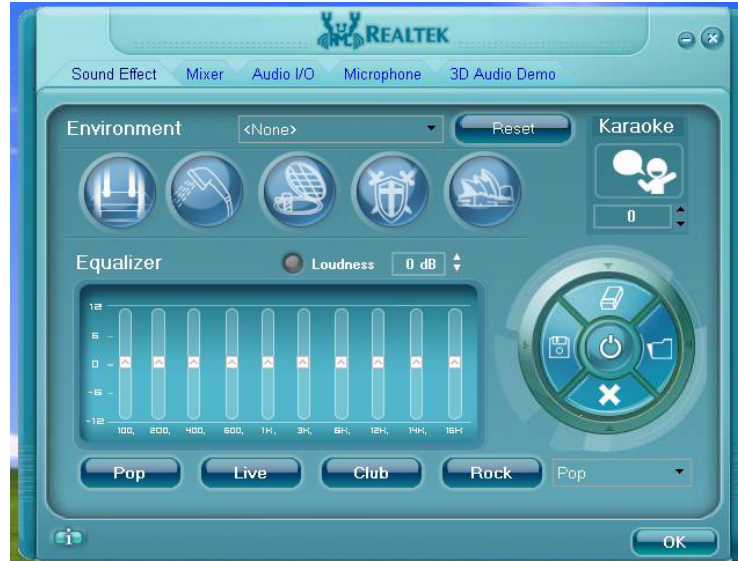 REALTEK
Sound Effect Mixer Audio I/O Microphone 3D Audio Demo
Environment <None> Reset Karaoke
0
Equalizer Loudness 0 dB
12
6
0
-6
-12
100, 200, 400, 600, 1K, 3K, 6K, 12K, 14K, 16K
Pop Live Club Rock Pop
i OK